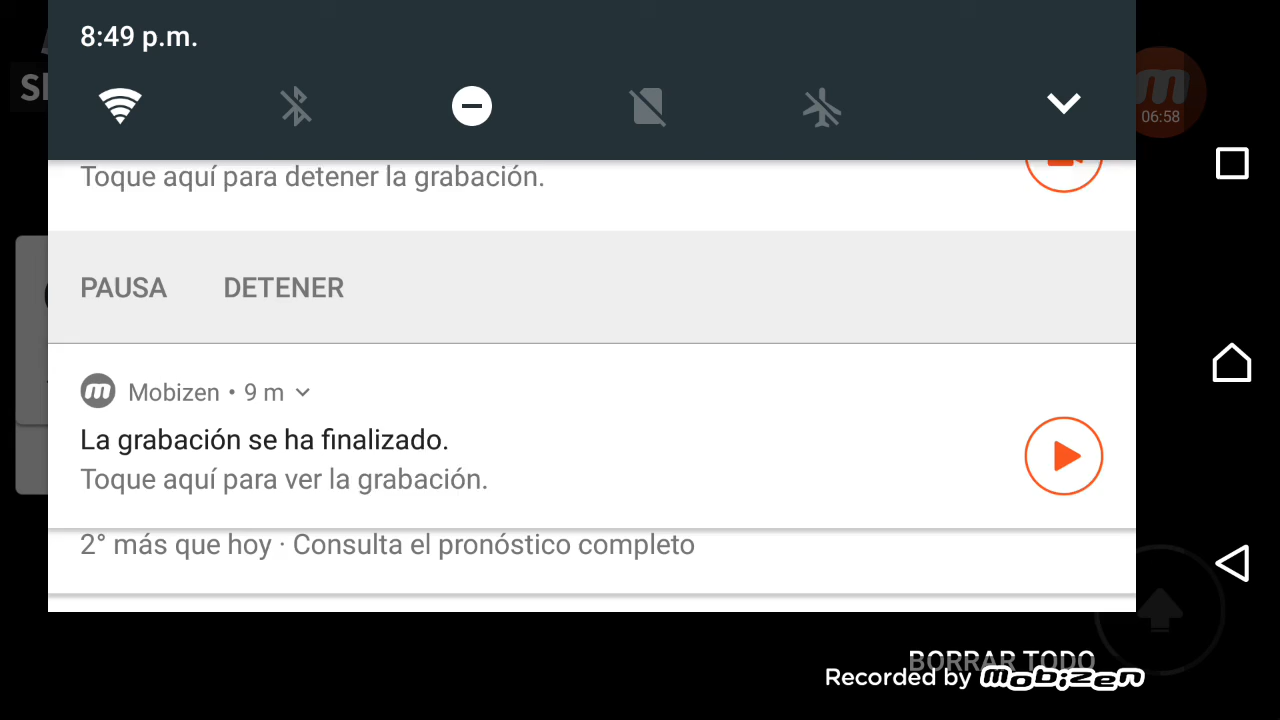 8:49 p.m.
06:58
Toque aquí para detener la grabación.
PAUSA DETENER
Mobizen • 9 m
La grabación se ha finalizado.
Toque aquí para ver la grabación.
2° más que hoy · Consulta el pronóstico completo
BORRAR TODO
Recorded by mobizen